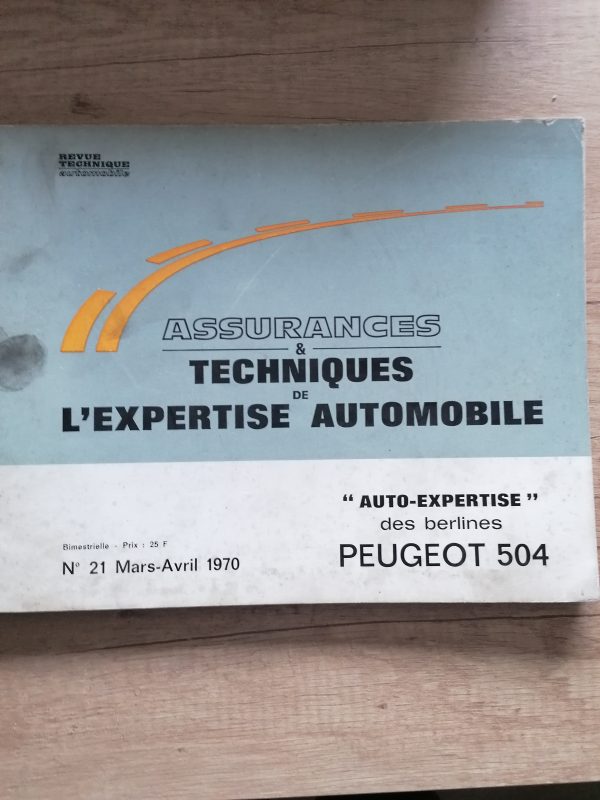 REVUE
TECHNIQUE
automobile
ASSURANCES
&
TECHNIQUES
DE
L'EXPERTISE AUTOMOBILE
" AUTO-EXPERTISE "
des berlines
PEUGEOT 504
Bimestrielle - Prix : 25 F
N° 21 Mars-Avril 1970